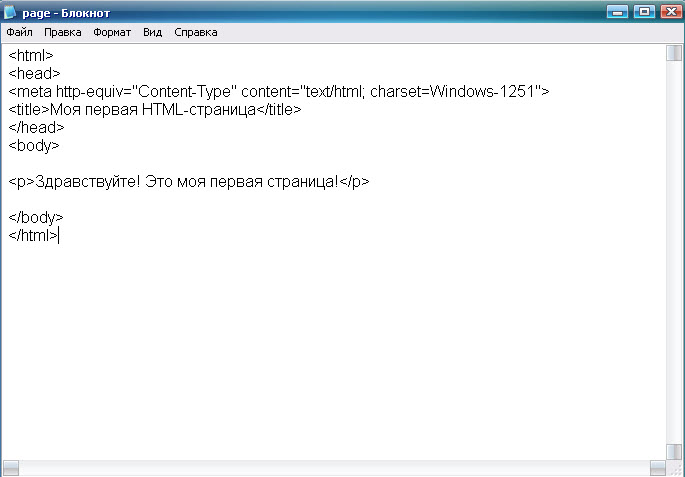 page - Блокнот
Файл Правка Формат Вид Справка
<html>
<head>
<meta http-equiv="Content-Type" content="text/html; charset=Windows-1251">
<title>Моя первая HTML-страница</title>
</head>
<body>
<p>Здравствуйте! Это моя первая страница!</p>
</body>
</html>